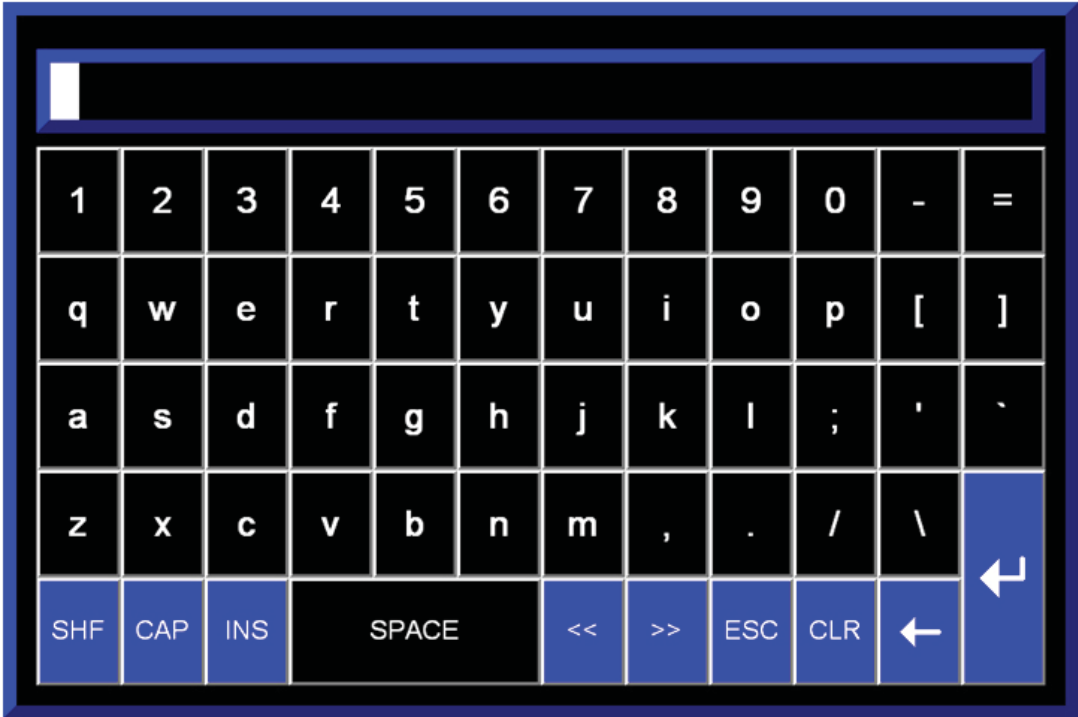 1 2 3 4 5 6 7 8 9 0 - =
q w e r t y u i o p [ ]
a s d f g h j k l ; ' `
z x c v b n m , . / \
SHF CAP INS SPACE << >> ESC CLR ← ↵